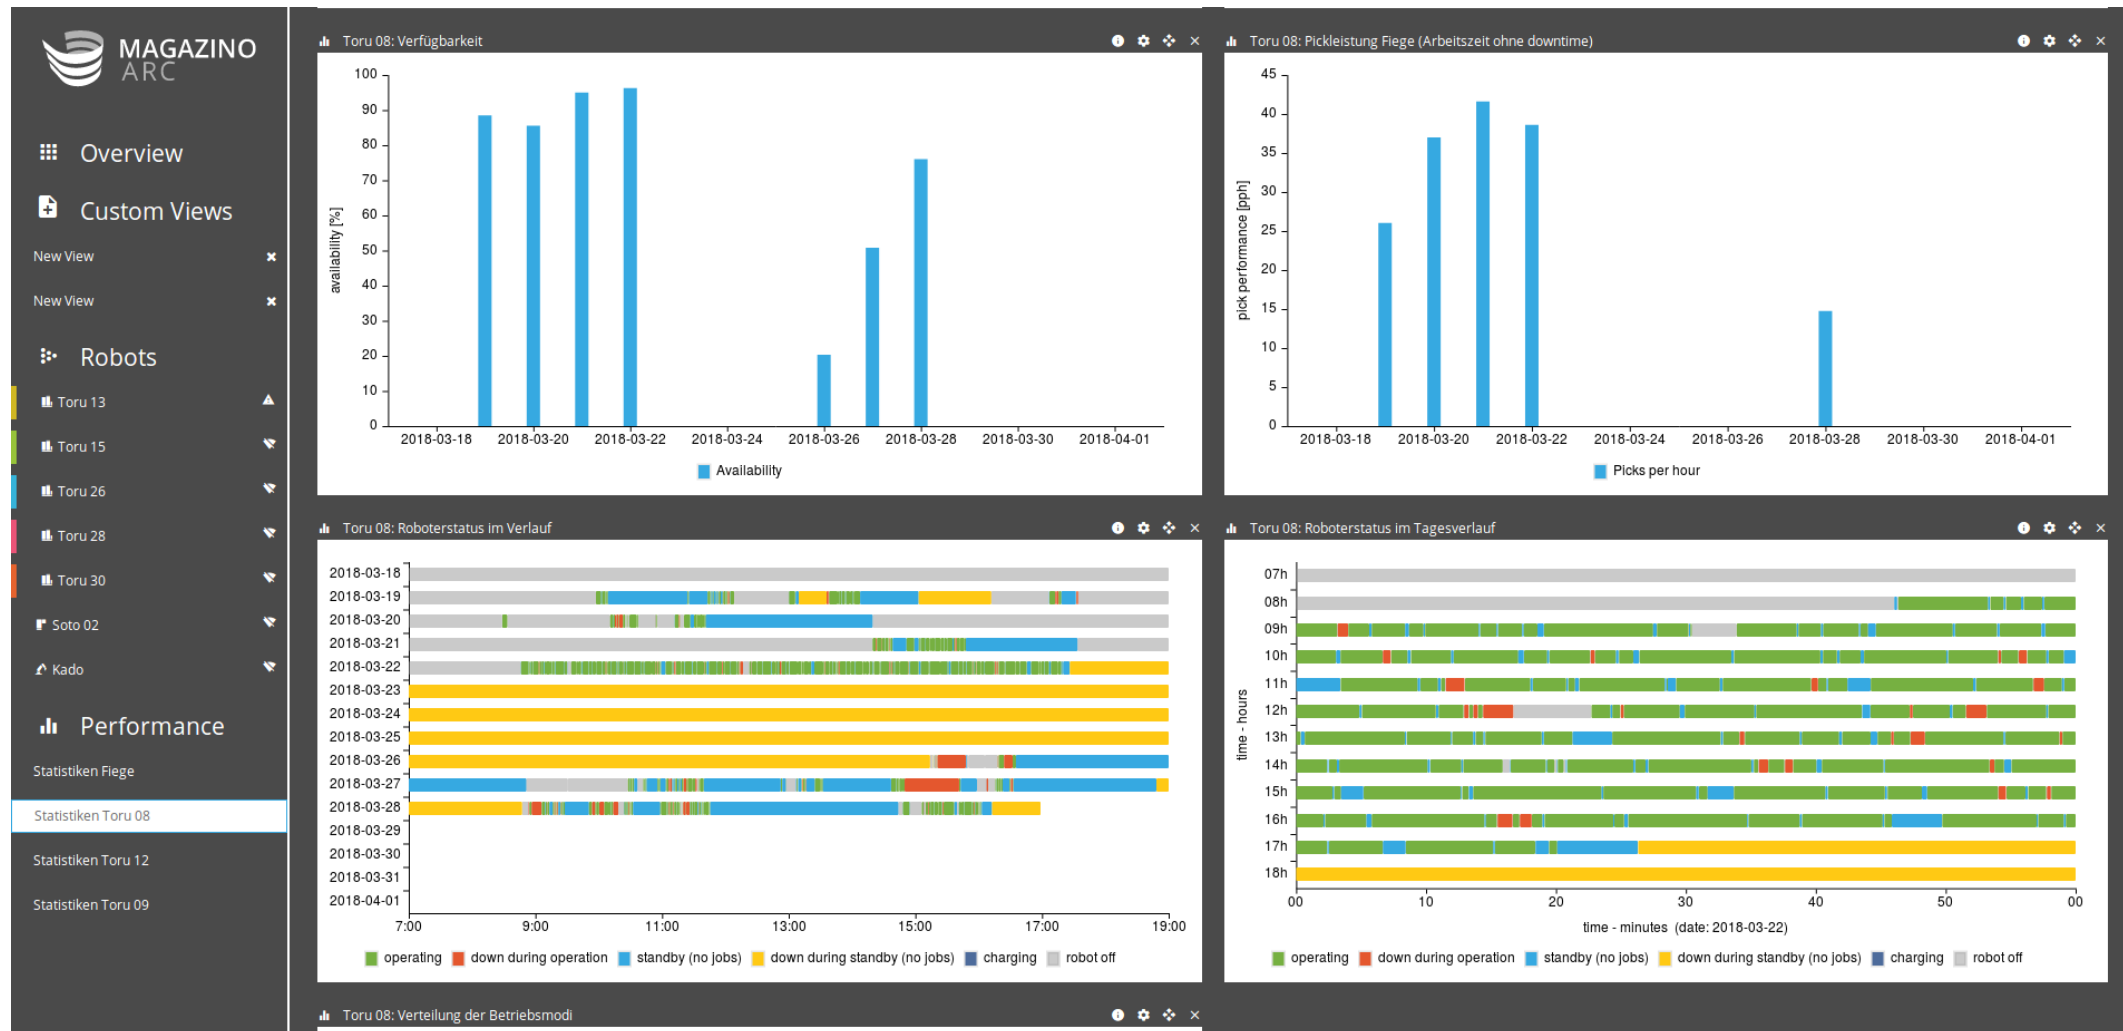 MAGAZINO
ARC
Overview
Custom Views
New View
New View
Robots
Toru 13
Toru 15
Toru 26
Toru 28
Toru 30
Soto 02
Kado
Performance
Statistiken Fiege
Statistiken Toru 08
Statistiken Toru 12
Statistiken Toru 09
Toru 08: Verfügbarkeit
100
90
80
70
60
50
40
30
20
10
0
availability [%]
2018-03-18 2018-03-20 2018-03-22 2018-03-24 2018-03-26 2018-03-28 2018-03-30 2018-04-01
Availability
Toru 08: Pickleistung Fiege (Arbeitszeit ohne downtime)
45
40
35
30
25
20
15
10
5
0
pick performance [pph]
2018-03-18 2018-03-20 2018-03-22 2018-03-24 2018-03-26 2018-03-28 2018-03-30 2018-04-01
Picks per hour
Toru 08: Roboterstatus im Verlauf
2018-03-18
2018-03-19
2018-03-20
2018-03-21
2018-03-22
2018-03-23
2018-03-24
2018-03-25
2018-03-26
2018-03-27
2018-03-28
2018-03-29
2018-03-30
2018-03-31
2018-04-01
7:00 9:00 11:00 13:00 15:00 17:00 19:00
operating down during operation standby (no jobs) down during standby (no jobs) charging robot off
Toru 08: Roboterstatus im Tagesverlauf
07h
08h
09h
10h
11h
12h
13h
14h
15h
16h
17h
18h
time - hours
00 10 20 30 40 50 00
time - minutes (date: 2018-03-22)
operating down during operation standby (no jobs) down during standby (no jobs) charging robot off
Toru 08: Verteilung der Betriebsmodi